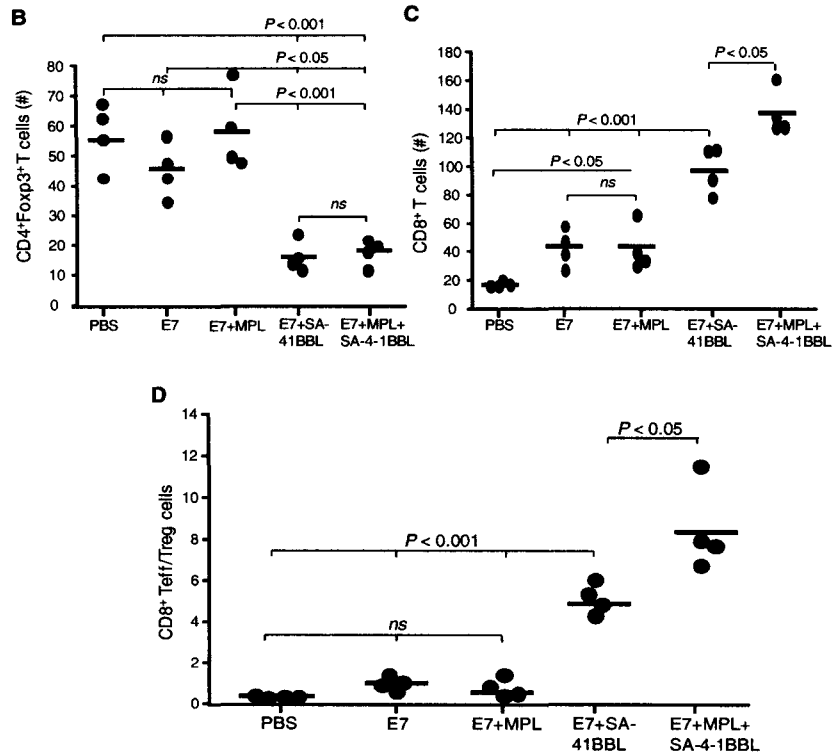 B
P < 0.001
P < 0.05
ns
P < 0.001
ns
CD4+Foxp3+T cells (#)
80
70
60
50
40
30
20
10
0
PBS
E7
E7+MPL
E7+SA-
41BBL
E7+MPL+
SA-4-1BBL
C
P < 0.05
P < 0.001
P < 0.05
ns
CD8+ T cells (#)
180
160
140
120
100
80
60
40
20
0
PBS
E7
E7+MPL
E7+SA-
41BBL
E7+MPL+
SA-4-1BBL
D
P < 0.05
P < 0.001
ns
CD8+ Teff/Treg cells
14
12
10
8
6
4
2
0
PBS
E7
E7+MPL
E7+SA-
41BBL
E7+MPL+
SA-4-1BBL